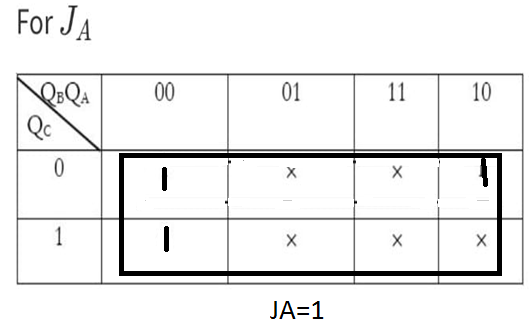 For J_A
Q_BQ_A 00 01 11 10
Q_C
0 1 x x 1
1 1 x x x
JA=1